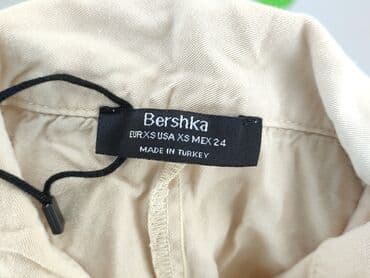 Bershka
EUR XS USA XS MEX 24
MADE IN TURKEY